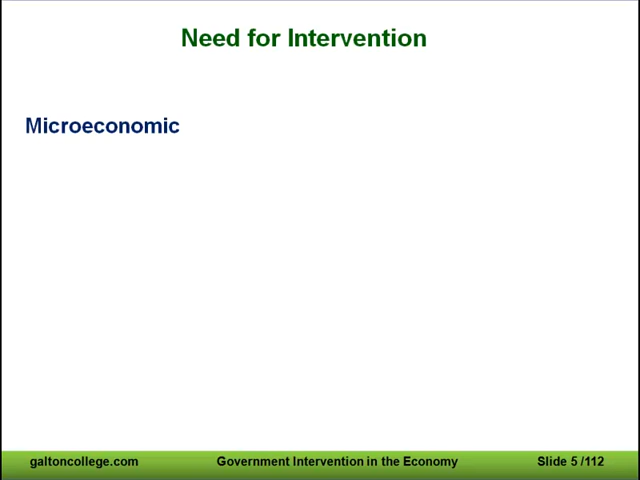 Need for Intervention
Microeconomic
galtoncollege.com Government Intervention in the Economy Slide 5 /112